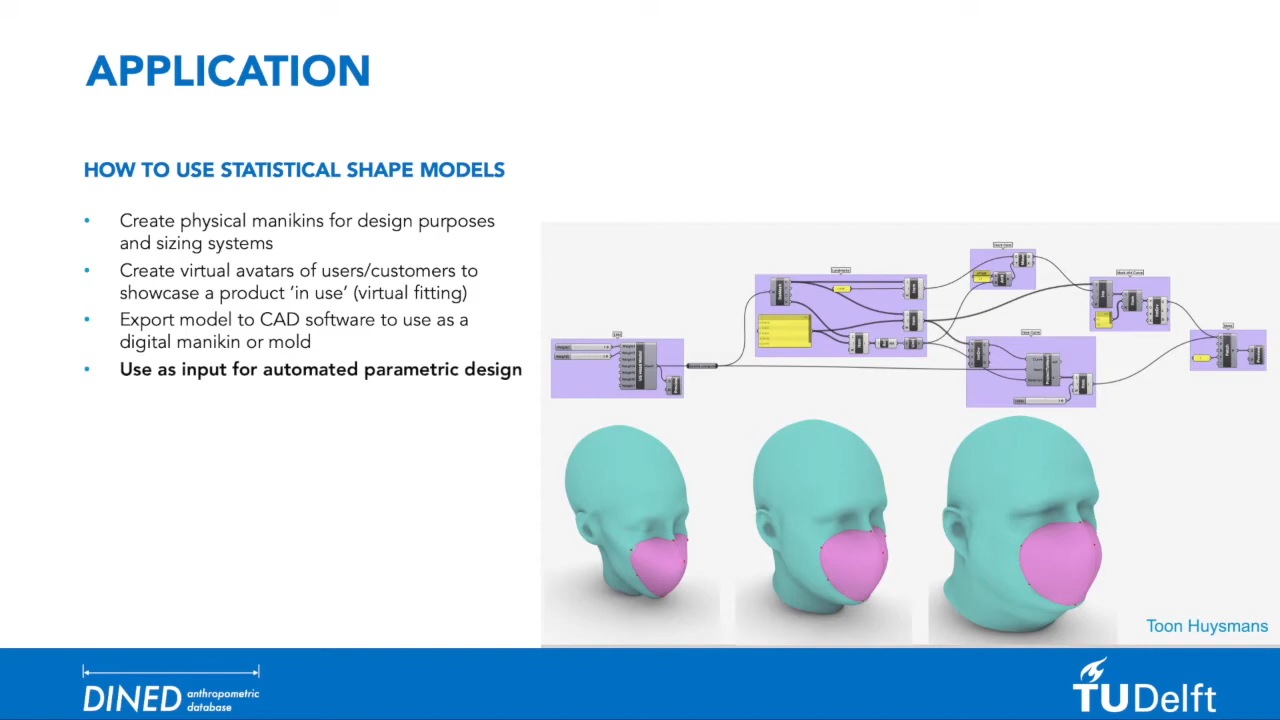 APPLICATION
HOW TO USE STATISTICAL SHAPE MODELS
• Create physical manikins for design purposes
and sizing systems
• Create virtual avatars of users/customers to
showcase a product ‘in use’ (virtual fitting)
• Export model to CAD software to use as a
digital manikin or mold
• Use as input for automated parametric design
Toon Huysmans
DINED anthropometric
database
TUDelft